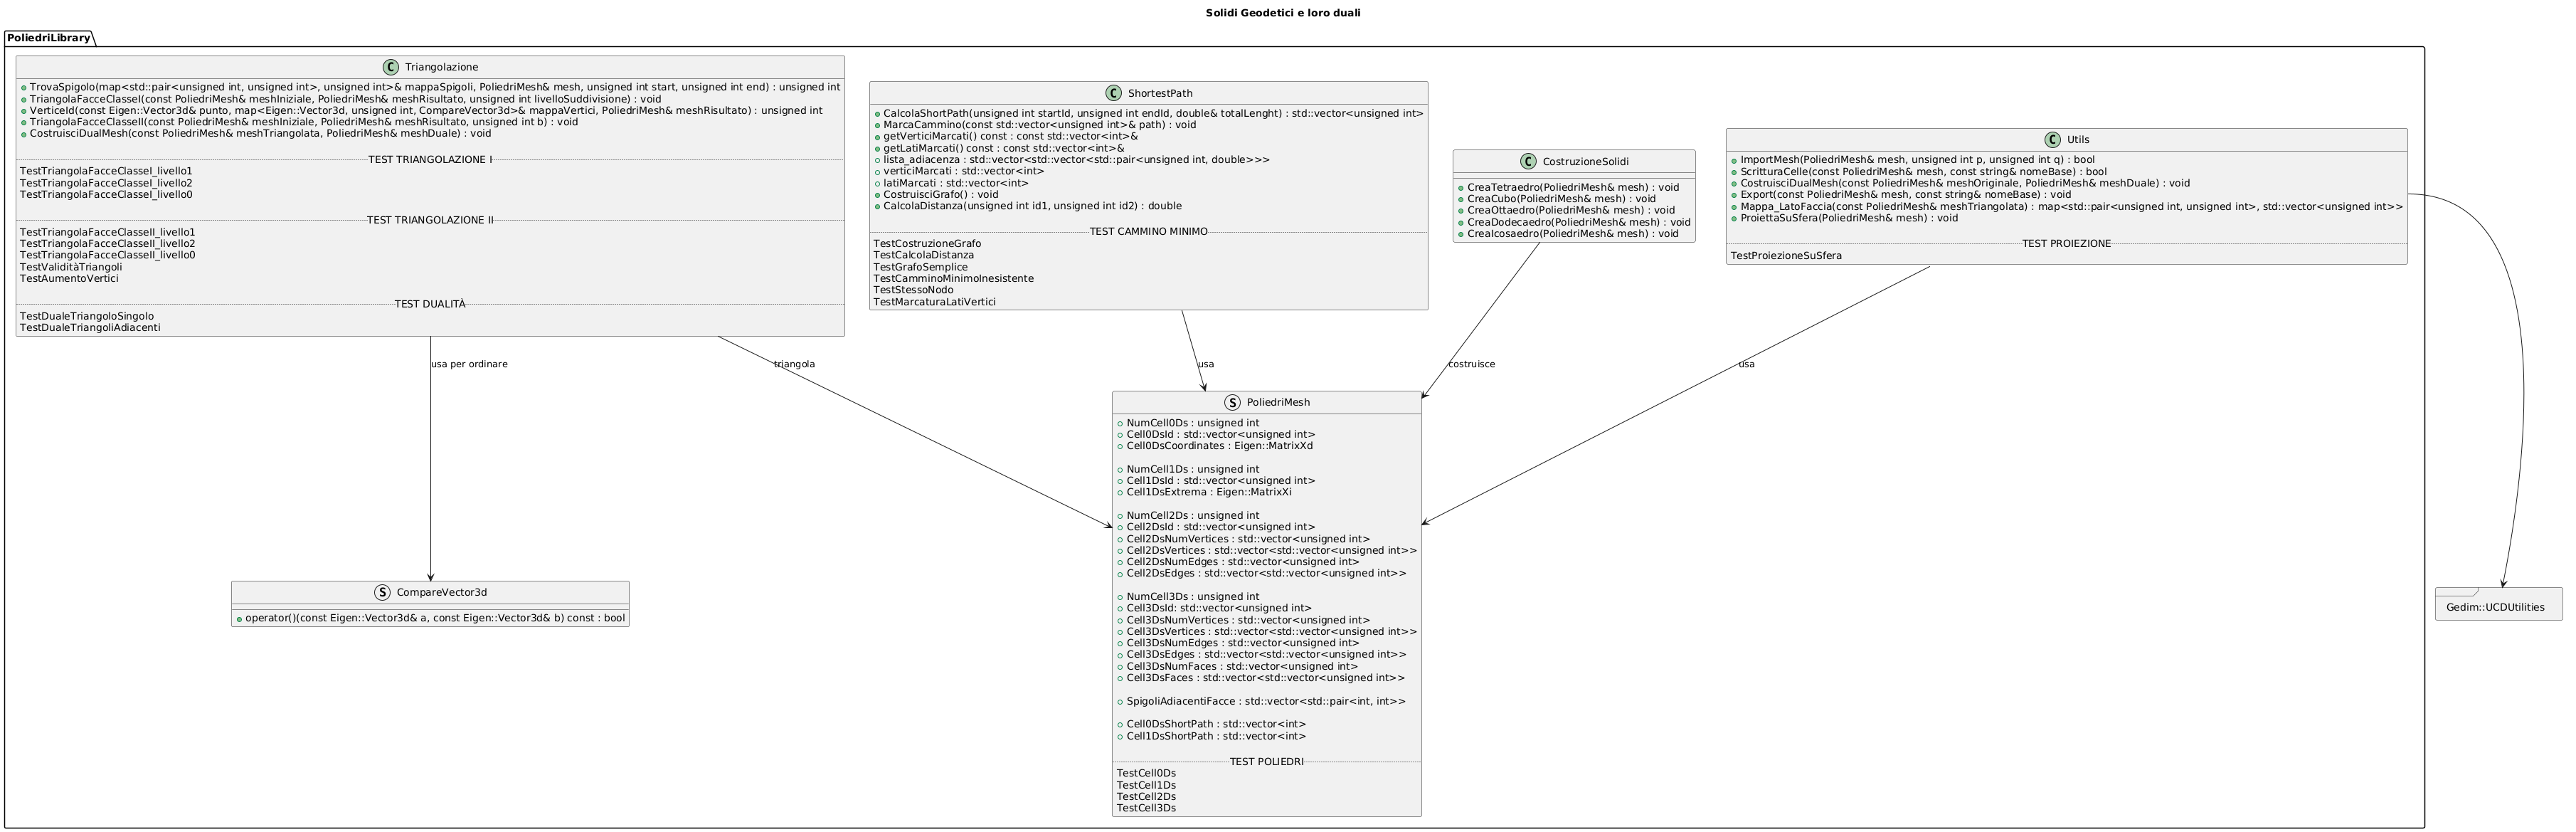 Solidi Geodetici e loro duali
PoliedriLibrary
C Triangolazione
TrovaSpigolo(map<std::pair<unsigned int, unsigned int>, unsigned int>& mappaSpigoli, PoliedriMesh& mesh, unsigned int start, unsigned int end) : unsigned int
TriangolaFacceClasseI(const PoliedriMesh& meshIniziale, PoliedriMesh& meshRisultato, unsigned int livelloSuddivisione) : void
VerticeId(const Eigen::Vector3d& punto, map<Eigen::Vector3d, unsigned int, CompareVector3d>& mappaVertici, PoliedriMesh& meshRisultato) : unsigned int
TriangolaFacceClasseII(const PoliedriMesh& meshIniziale, PoliedriMesh& meshRisultato, unsigned int b) : void
CostruisciDualMesh(const PoliedriMesh& meshTriangolata, PoliedriMesh& meshDuale) : void
TEST TRIANGOLAZIONE I
TestTriangolaFacceClasseI_livello1
TestTriangolaFacceClasseI_livello2
TestTriangolaFacceClasseI_livello0
TEST TRIANGOLAZIONE II
TestTriangolaFacceClasseII_livello1
TestTriangolaFacceClasseII_livello2
TestTriangolaFacceClasseII_livello0
TestValiditàTriangoli
TestAumentoVertici
TEST DUALITÀ
TestDualeTriangoloSingolo
TestDualeTriangoliAdiacenti
C ShortestPath
CalcolaShortPath(unsigned int startId, unsigned int endId, double& totalLenght) : std::vector<unsigned int>
MarcaCammino(const std::vector<unsigned int>& path) : void
getVerticiMarcati() const : const std::vector<int>&
getLatiMarcati() const : const std::vector<int>&
lista_adiacenza : std::vector<std::vector<std::pair<unsigned int, double>>>
verticiMarcati : std::vector<int>
latiMarcati : std::vector<int>
CostruisciGrafo() : void
CalcolaDistanza(unsigned int id1, unsigned int id2) : double
TEST CAMMINO MINIMO
TestCostruzioneGrafo
TestCalcolaDistanza
TestGrafoSemplice
TestCamminoMinimoInesistente
TestStessoNodo
TestMarcaturaLatiVertici
C CostruzioneSolidi
CreaTetraedro(PoliedriMesh& mesh) : void
CreaCubo(PoliedriMesh& mesh) : void
CreaOttaedro(PoliedriMesh& mesh) : void
CreaDodecaedro(PoliedriMesh& mesh) : void
CreaIcosaedro(PoliedriMesh& mesh) : void
C Utils
ImportMesh(PoliedriMesh& mesh, unsigned int p, unsigned int q) : bool
ScritturaCelle(const PoliedriMesh& mesh, const string& nomeBase) : bool
CostruisciDualMesh(const PoliedriMesh& meshOriginale, PoliedriMesh& meshDuale) : void
Export(const PoliedriMesh& mesh, const string& nomeBase) : void
Mappa_LatoFaccia(const PoliedriMesh& meshTriangolata) : map<std::pair<unsigned int, unsigned int>, std::vector<unsigned int>>
ProiettaSuSfera(PoliedriMesh& mesh) : void
TEST PROIEZIONE
TestProiezioneSuSfera
usa per ordinare
triangola
usa
costruisce
usa
S PoliedriMesh
NumCell0Ds : unsigned int
Cell0DsId : std::vector<unsigned int>
Cell0DsCoordinates : Eigen::MatrixXd
NumCell1Ds : unsigned int
Cell1DsId : std::vector<unsigned int>
Cell1DsExtrema : Eigen::MatrixXi
NumCell2Ds : unsigned int
Cell2DsId : std::vector<unsigned int>
Cell2DsNumVertices : std::vector<unsigned int>
Cell2DsVertices : std::vector<std::vector<unsigned int>>
Cell2DsNumEdges : std::vector<unsigned int>
Cell2DsEdges : std::vector<std::vector<unsigned int>>
NumCell3Ds : unsigned int
Cell3DsId: std::vector<unsigned int>
Cell3DsNumVertices : std::vector<unsigned int>
Cell3DsVertices : std::vector<std::vector<unsigned int>>
Cell3DsNumEdges : std::vector<unsigned int>
Cell3DsEdges : std::vector<std::vector<unsigned int>>
Cell3DsNumFaces : std::vector<unsigned int>
Cell3DsFaces : std::vector<std::vector<unsigned int>>
SpigoliAdiacentiFacce : std::vector<std::pair<int, int>>
Cell0DsShortPath : std::vector<int>
Cell1DsShortPath : std::vector<int>
TEST POLIEDRI
TestCell0Ds
TestCell1Ds
TestCell2Ds
TestCell3Ds
S CompareVector3d
operator()(const Eigen::Vector3d& a, const Eigen::Vector3d& b) const : bool
Gedim::UCDUtilities